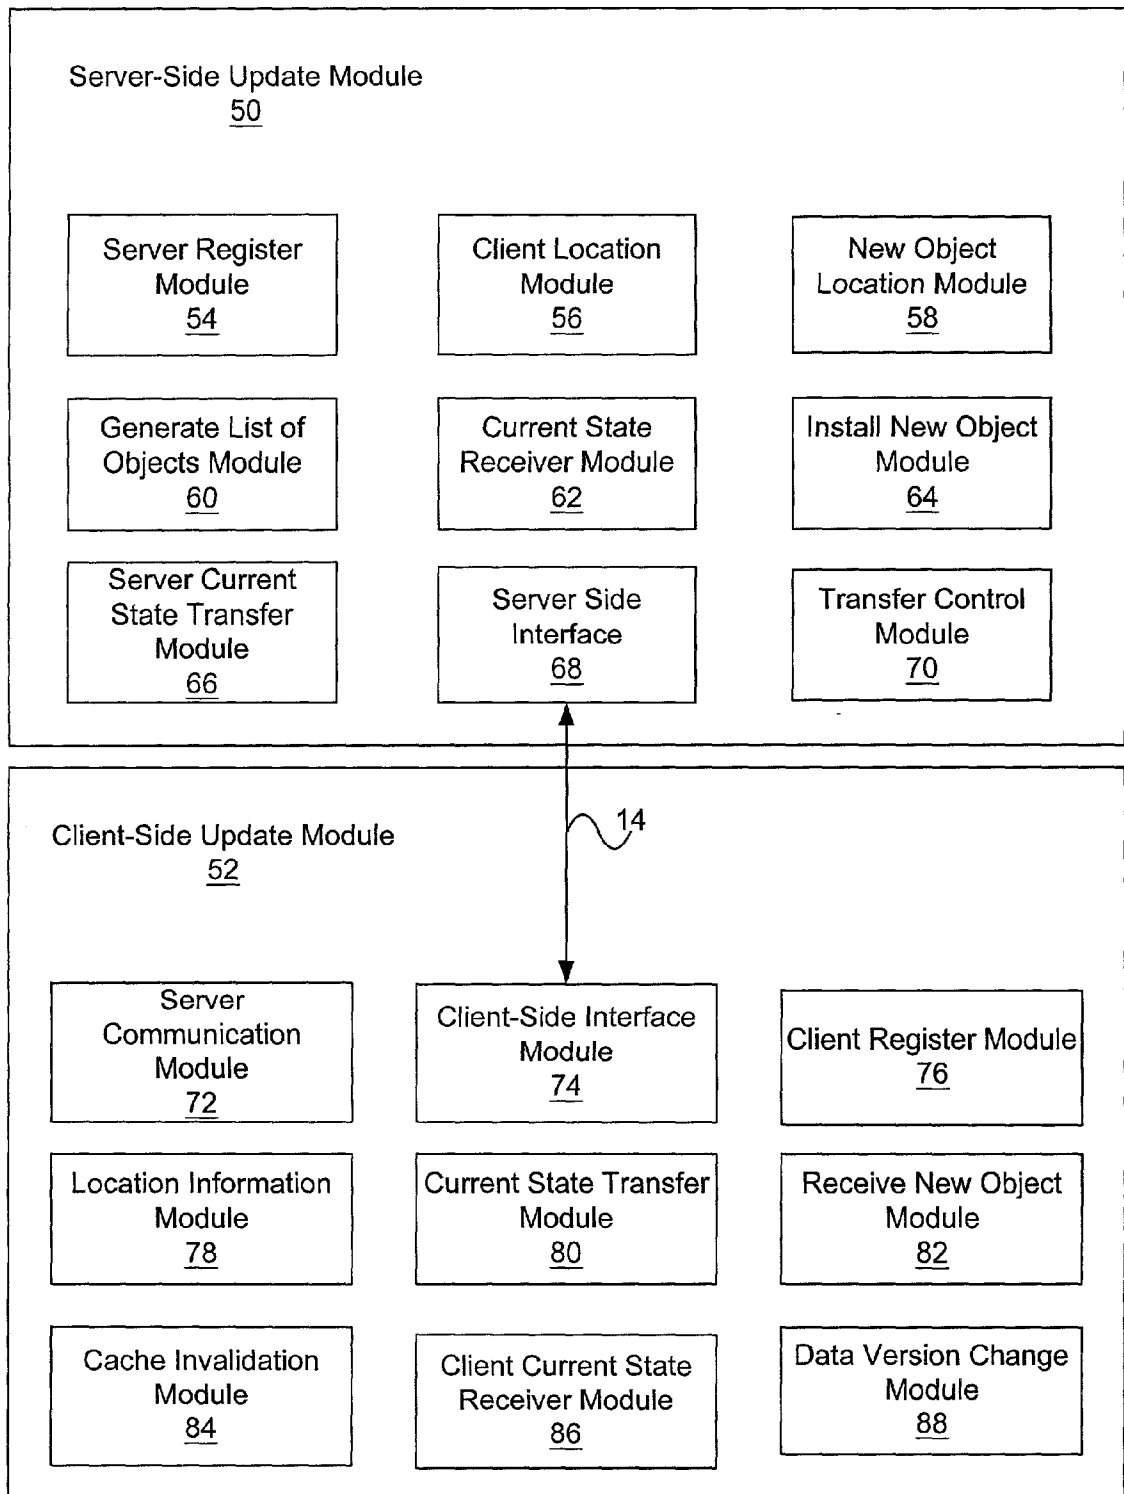 Server-Side Update Module
50
Server Register
Module
54
Client Location
Module
56
New Object
Location Module
58
Generate List of
Objects Module
60
Current State
Receiver Module
62
Install New Object
Module
64
Server Current
State Transfer
Module
66
Server Side
Interface
68
Transfer Control
Module
70
14
Client-Side Update Module
52
Server
Communication
Module
72
Client-Side Interface
Module
74
Client Register Module
76
Location Information
Module
78
Current State Transfer
Module
80
Receive New Object
Module
82
Cache Invalidation
Module
84
Client Current State
Receiver Module
86
Data Version Change
Module
88